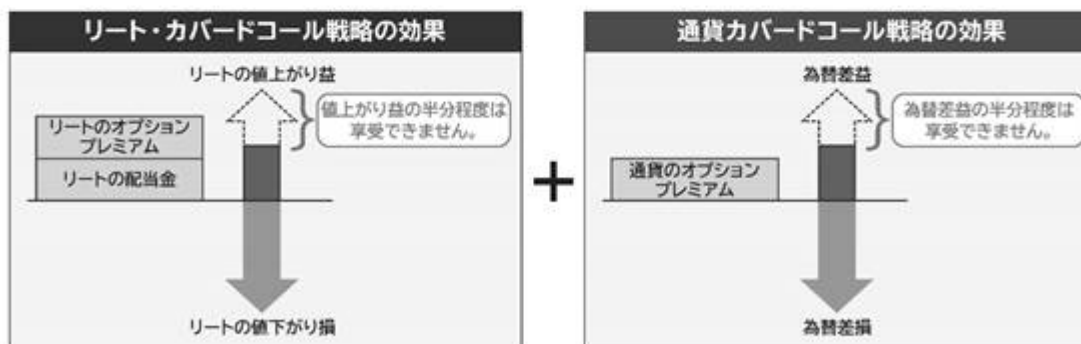 リート・カバードコール戦略の効果
リートの値上がり益
値上がり益の半分程度は
享受できません。
リートのオプション
プレミアム
リートの配当金
リートの値下がり損
+
通貨カバードコール戦略の効果
為替差益
為替差益の半分程度は
享受できません。
通貨のオプション
プレミアム
為替差損